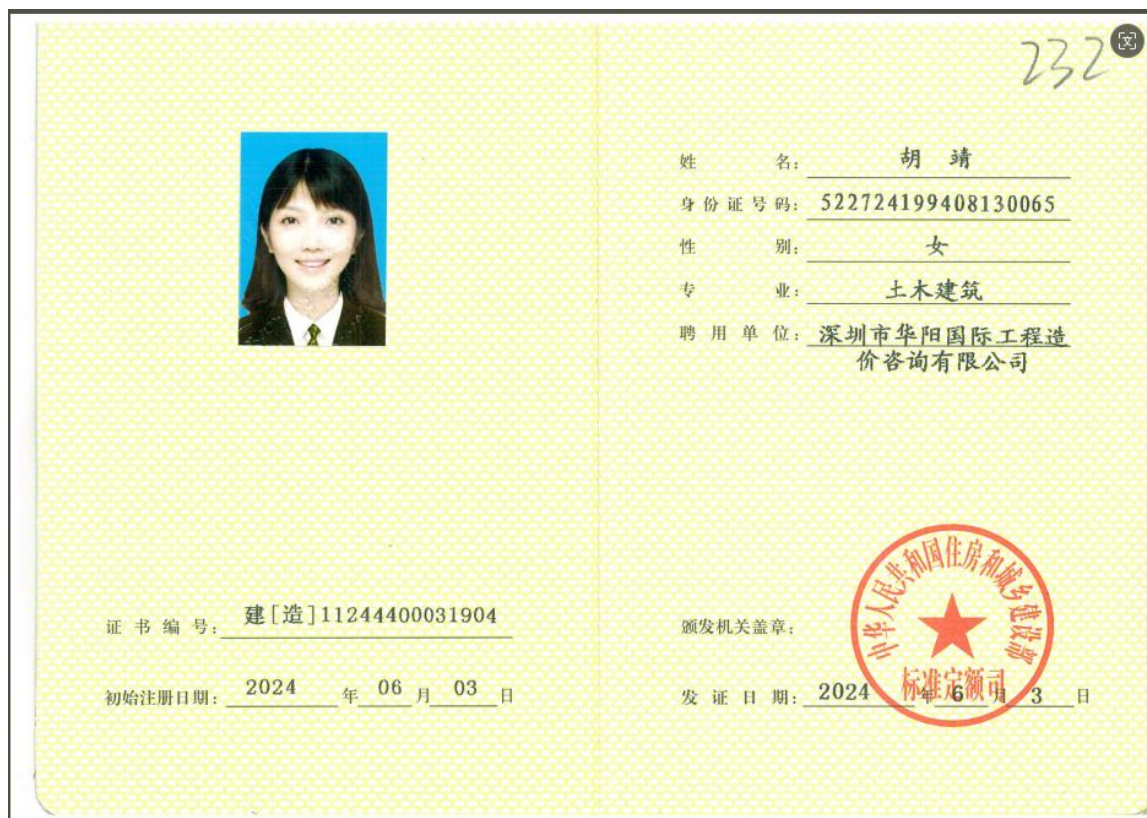 232
姓名: 胡 靖
身份证号码: 522724199408130065
性别: 女
专业: 土木建筑
聘用单位: 深圳市华阳国际工程造
价咨询有限公司
证书编号: 建[造]11244400031904
初始注册日期: 2024 年 06 月 03 日
颁发机关盖章:
中华人民共和国住房和城乡建设部
标准定额司
发证日期: 2024 年 6 月 3 日